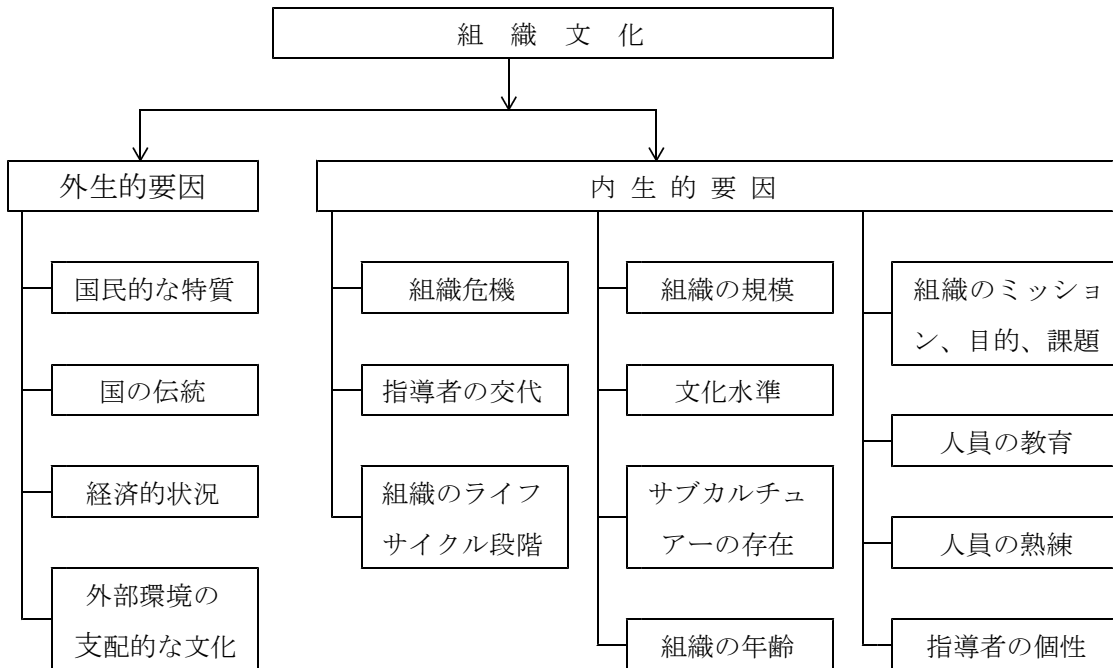 組織文化
外生的要因
内生的要因
国民的な特質
国の伝統
経済的状況
外部環境の
支配的な文化
組織危機
指導者の交代
組織のライフ
サイクル段階
組織の規模
文化水準
サブカルチュ
アーの存在
組織の年齢
組織のミッショ
ン、目的、課題
人員の教育
人員の熟練
指導者の個性